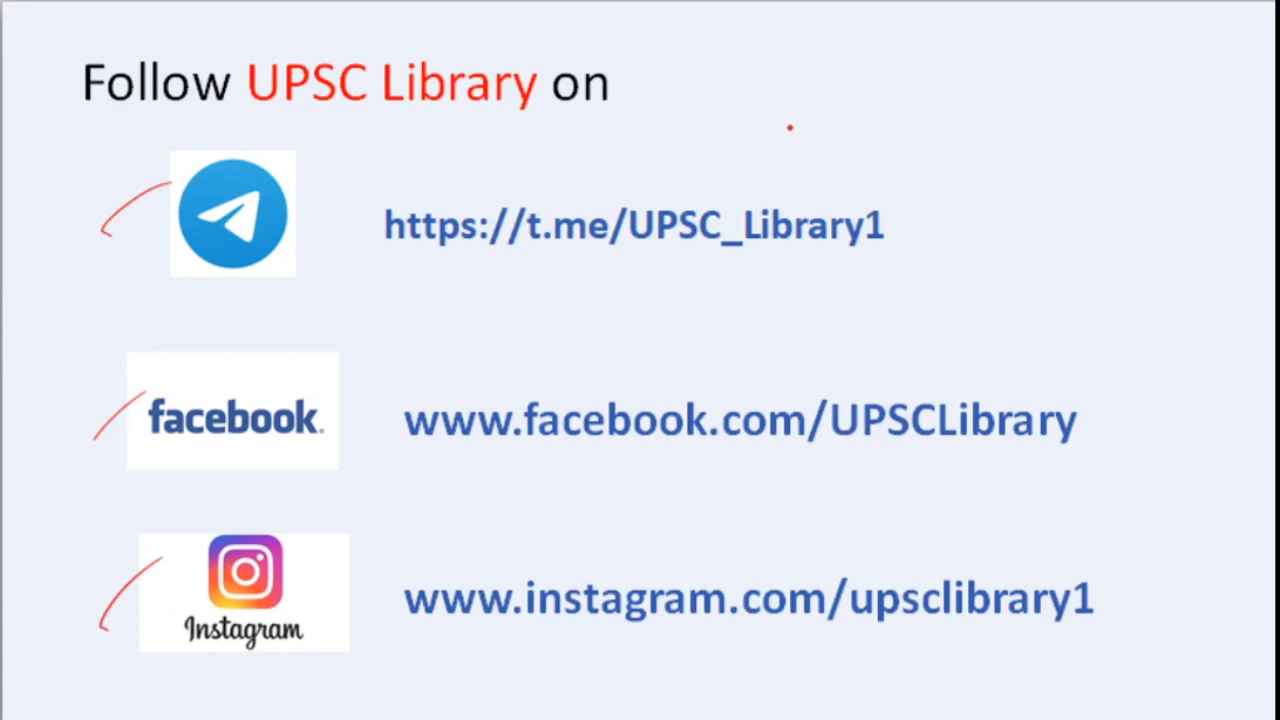 Follow UPSC Library on
https://t.me/UPSC_Library1
facebook.
www.facebook.com/UPSCLibrary
Instagram
www.instagram.com/upsclibrary1